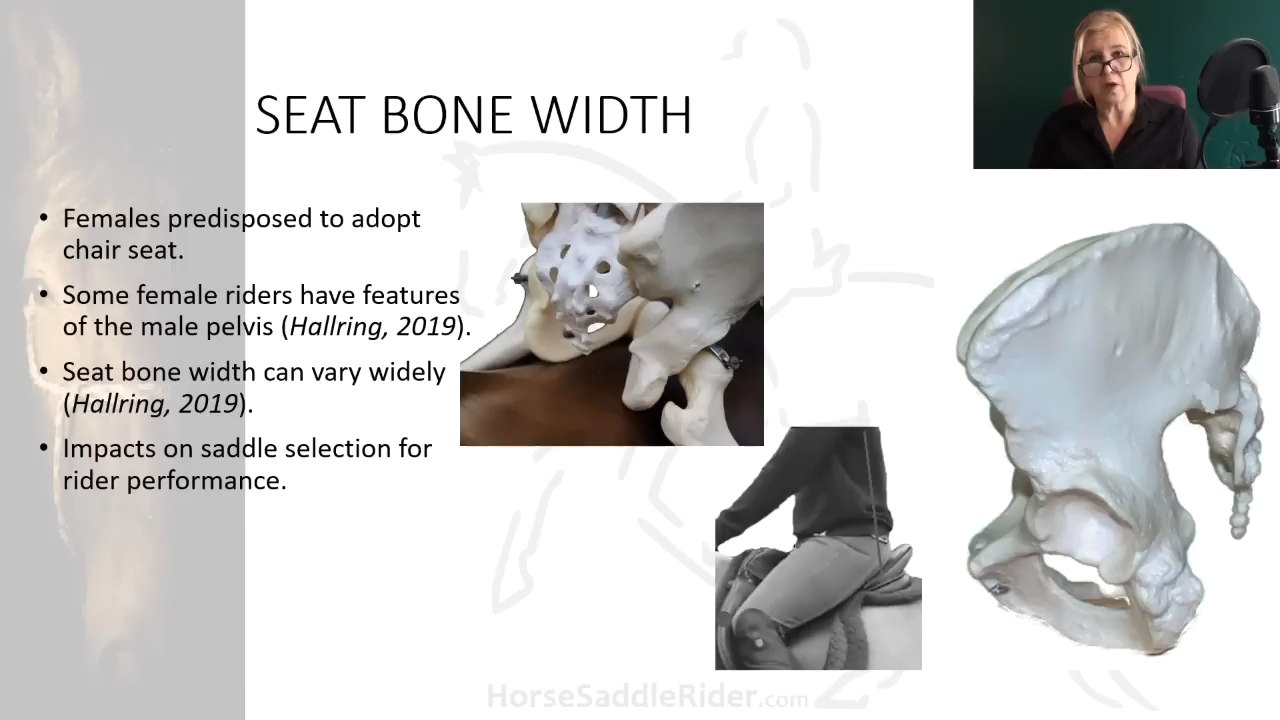 SEAT BONE WIDTH
• Females predisposed to adopt
chair seat.
• Some female riders have features
of the male pelvis (Hallring, 2019).
• Seat bone width can vary widely
(Hallring, 2019).
• Impacts on saddle selection for
rider performance.
HorseSaddleRider.com